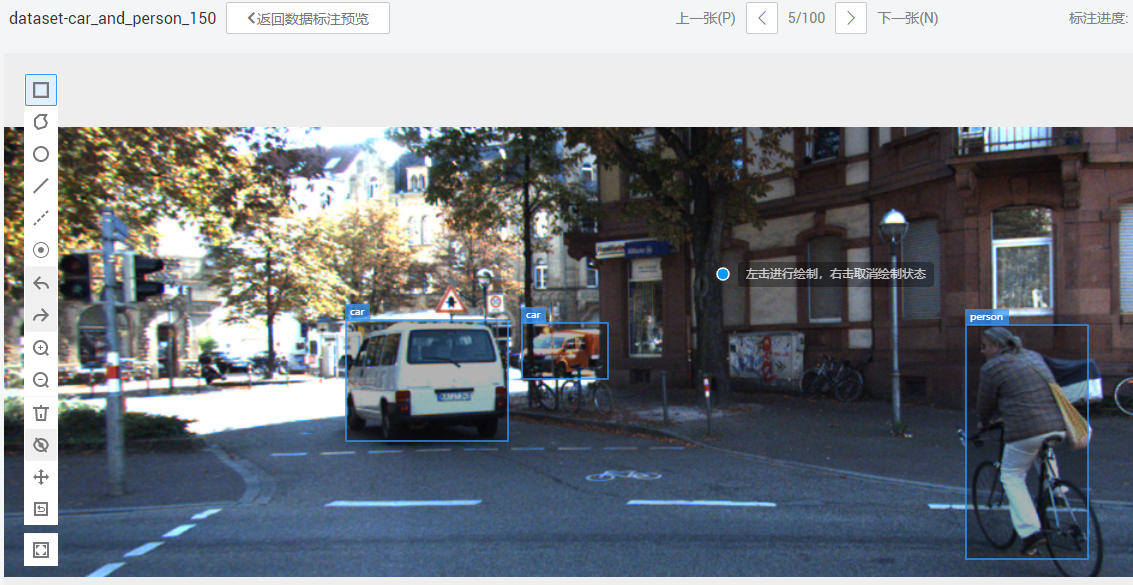 dataset-car_and_person_150
返回数据标注预览
上一张(P)
5/100
下一张(N)
标注进度:
左击进行绘制，右击取消绘制状态
car
car
person